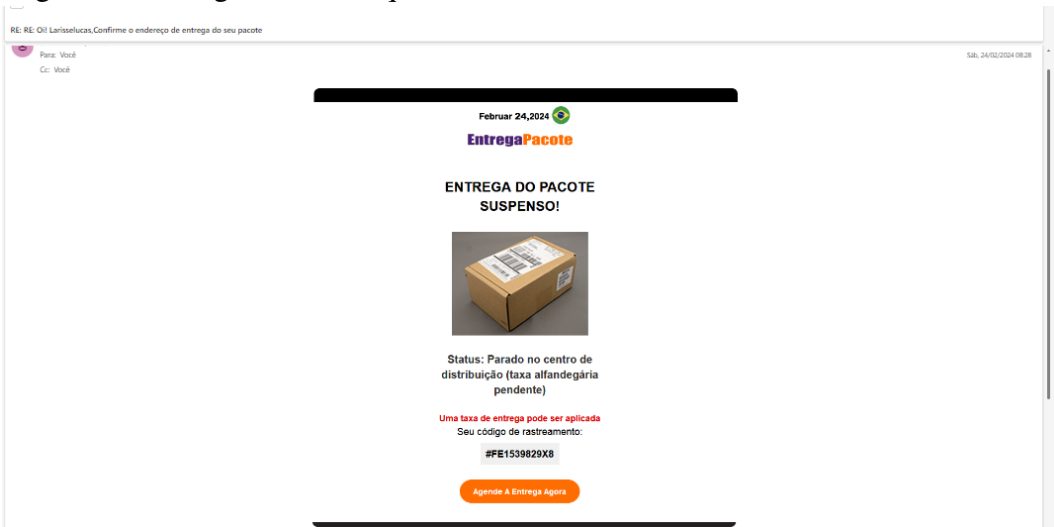 RE: RE: Oi! Larisselucas,Confirme o endereço de entrega do seu pacote
Para: Você
Sáb, 24/02/2024 08:28
Cc: Você
Februar 24,2024
EntregaPacote
ENTREGA DO PACOTE
SUSPENSO!
Status: Parado no centro de
distribuição (taxa alfandegária
pendente)
Uma taxa de entrega pode ser aplicada
Seu código de rastreamento:
#FE1539829X8
Agende A Entrega Agora